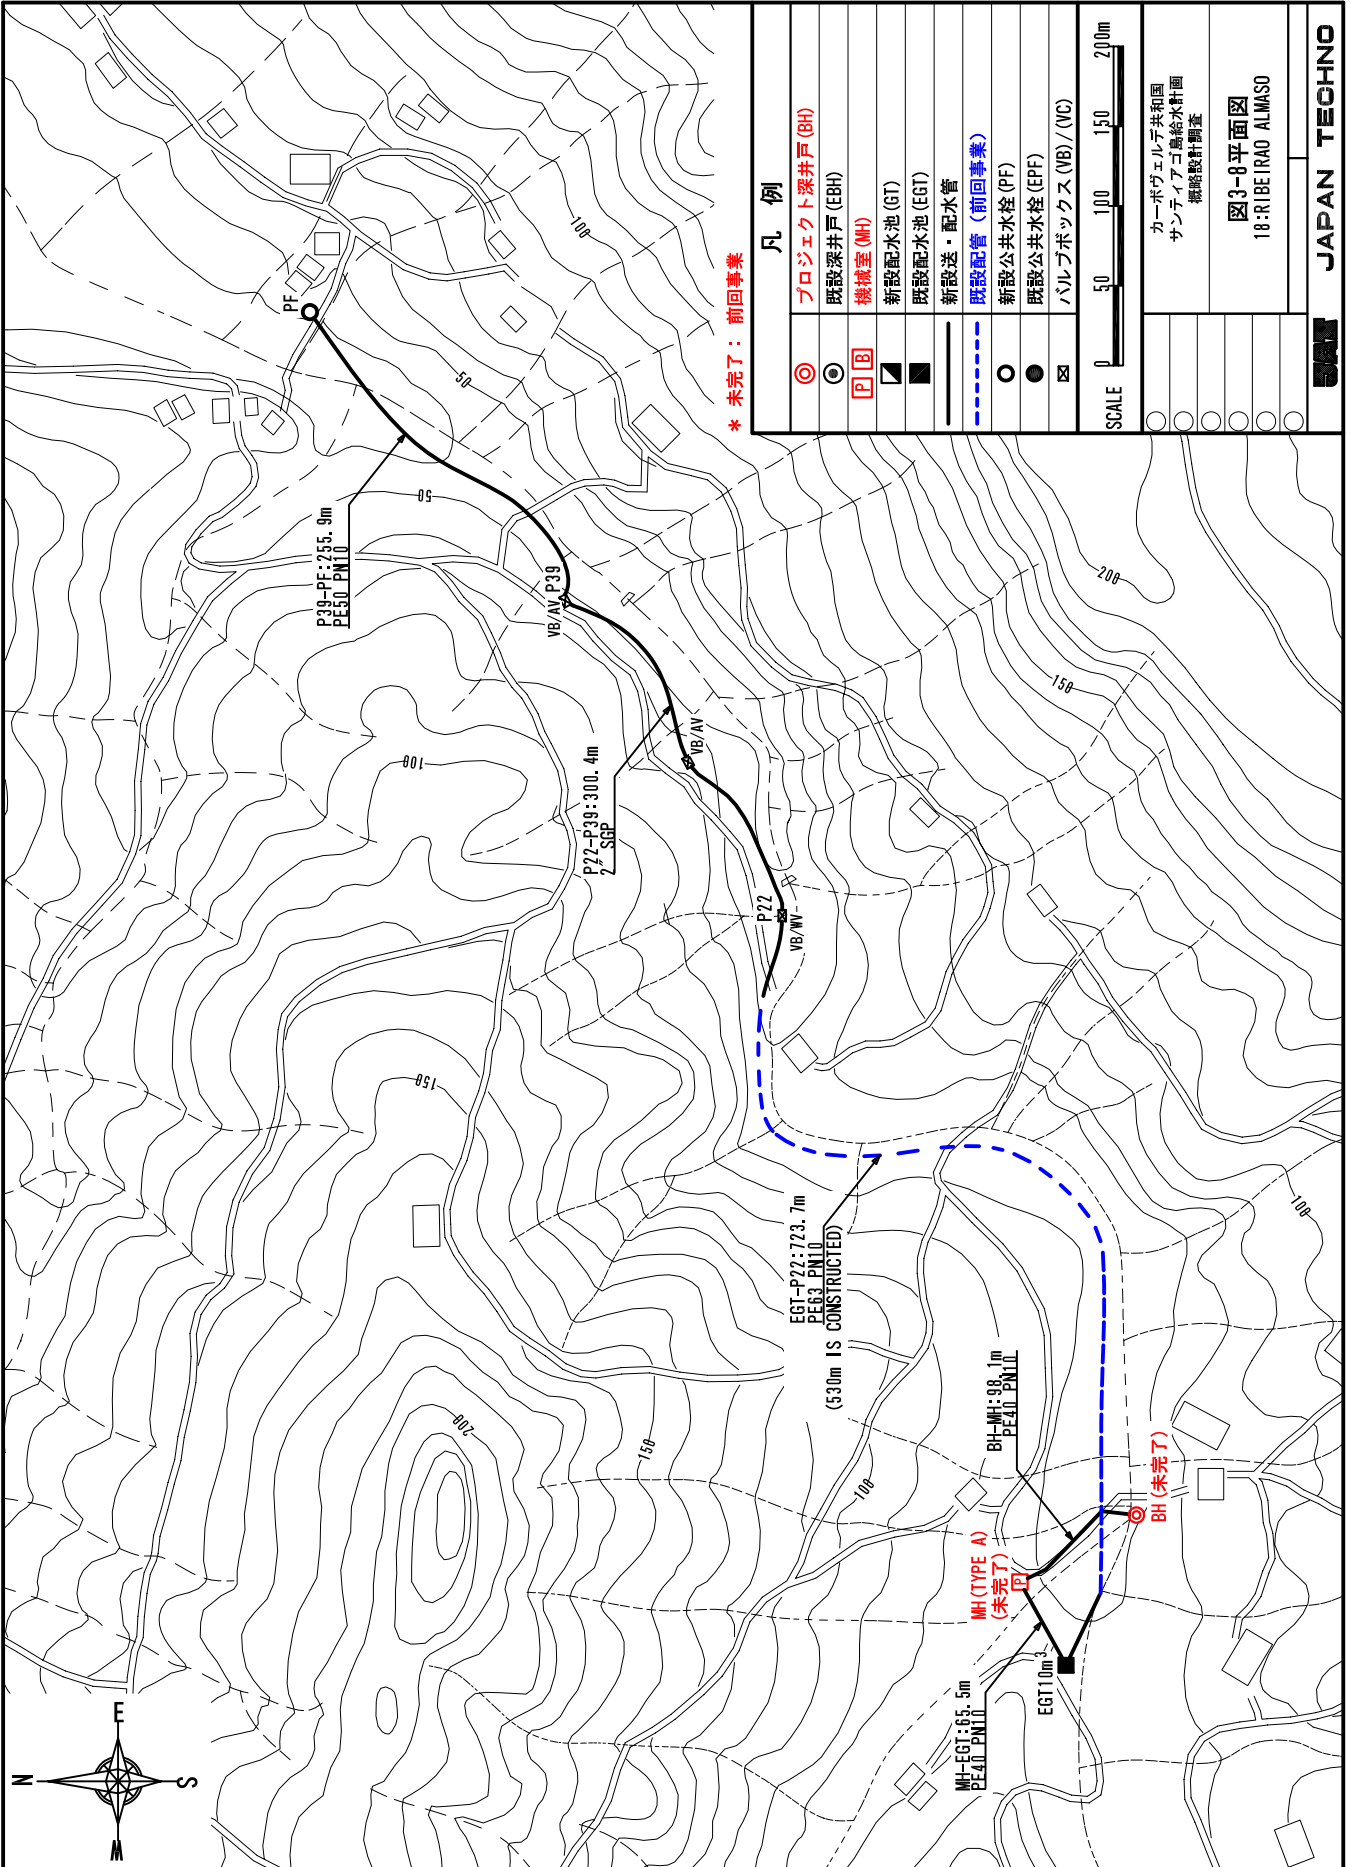 N
E
S
W
PF
P39-PF:255.9m
PE50 PN10
VB/AV
P39
P22-P39:300.4m
2" SGP
VB/AV
P22
VB/WV
EGT-P22:723.7m
PE63 PN10
(530m IS CONSTRUCTED)
BH-MH:98.1m
PE40 PN10
MH(TYPE A)
(未完了)
P
BH(未完了)
MH-EGT:65.5m
PE40 PN10
EGT10m³
50
50
100
100
150
200
150
100
100
150
200
* 未完了: 前回事業
凡 例
プロジェクト深井戸(BH)
既設深井戸(EBH)
P B 機械室(MH)
新設配水池(GT)
既設配水池(EGT)
新設送・配水管
既設配管(前回事業)
新設公共水栓(PF)
既設公共水栓(EPF)
バルブボックス(VB)/(VC)
SCALE 0 50 100 150 200m
カーボヴェルデ共和国
サンティアゴ島給水計画
概略設計調査
図3-8平面図
18:RIBEIRAO ALMASO
JAPAN TECHNO